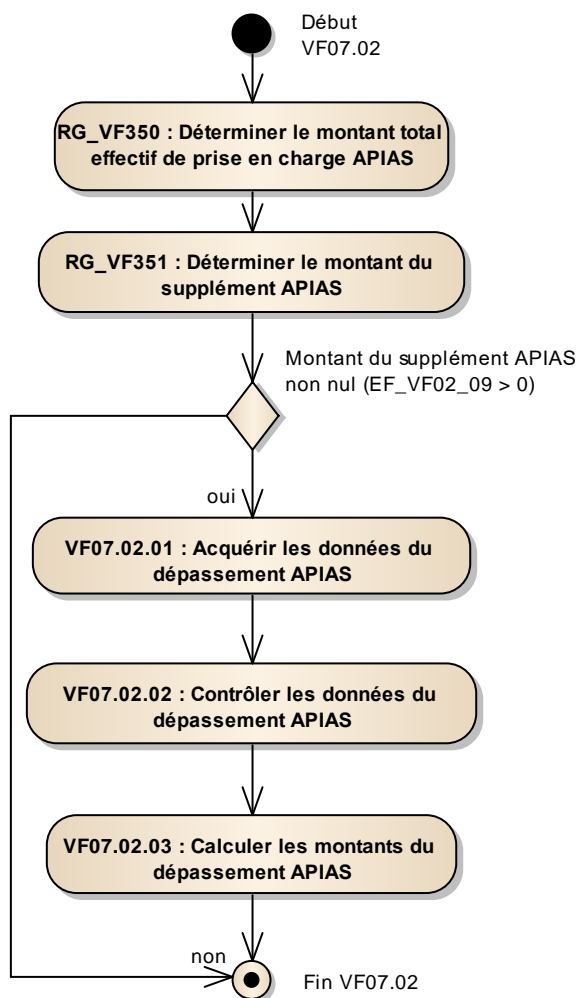 Début
VF07.02
RG_VF350 : Déterminer le montant total
effectif de prise en charge APIAS
RG_VF351 : Déterminer le montant du
supplément APIAS
Montant du supplément APIAS
non nul (EF_VF02_09 > 0)
oui
VF07.02.01 : Acquérir les données du
dépassement APIAS
VF07.02.02 : Contrôler les données du
dépassement APIAS
VF07.02.03 : Calculer les montants du
dépassement APIAS
non
Fin VF07.02